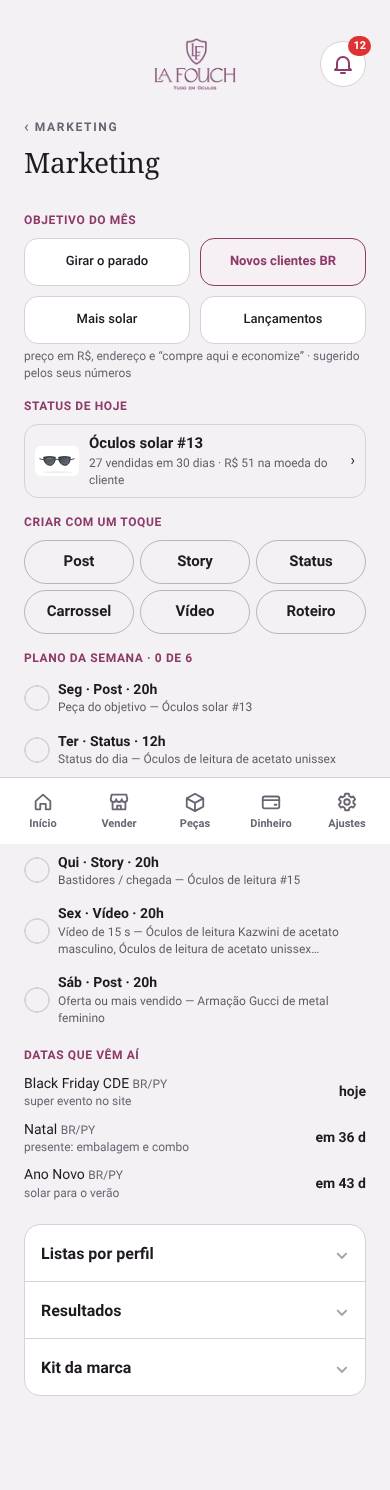 LF
LA FOUCH
Tudo em Óculos
12
‹ MARKETING
Marketing
OBJETIVO DO MÊS
Girar o parado
Novos clientes BR
Mais solar
Lançamentos
preço em R$, endereço e “compre aqui e economize” · sugerido
pelos seus números
STATUS DE HOJE
Óculos solar #13
27 vendidas em 30 dias · R$ 51 na moeda do
cliente
›
CRIAR COM UM TOQUE
Post
Story
Status
Carrossel
Vídeo
Roteiro
PLANO DA SEMANA · 0 DE 6
Seg · Post · 20h
Peça do objetivo — Óculos solar #13
Ter · Status · 12h
Status do dia — Óculos de leitura de acetato unissex
Início
Vender
Peças
Dinheiro
Ajustes
Qui · Story · 20h
Bastidores / chegada — Óculos de leitura #15
Sex · Vídeo · 20h
Vídeo de 15 s — Óculos de leitura Kazwini de acetato
masculino, Óculos de leitura de acetato unissex…
Sáb · Post · 20h
Oferta ou mais vendido — Armação Gucci de metal
feminino
DATAS QUE VÊM AÍ
Black Friday CDE BR/PY
super evento no site
hoje
Natal BR/PY
presente: embalagem e combo
em 36 d
Ano Novo BR/PY
solar para o verão
em 43 d
Listas por perfil
Resultados
Kit da marca